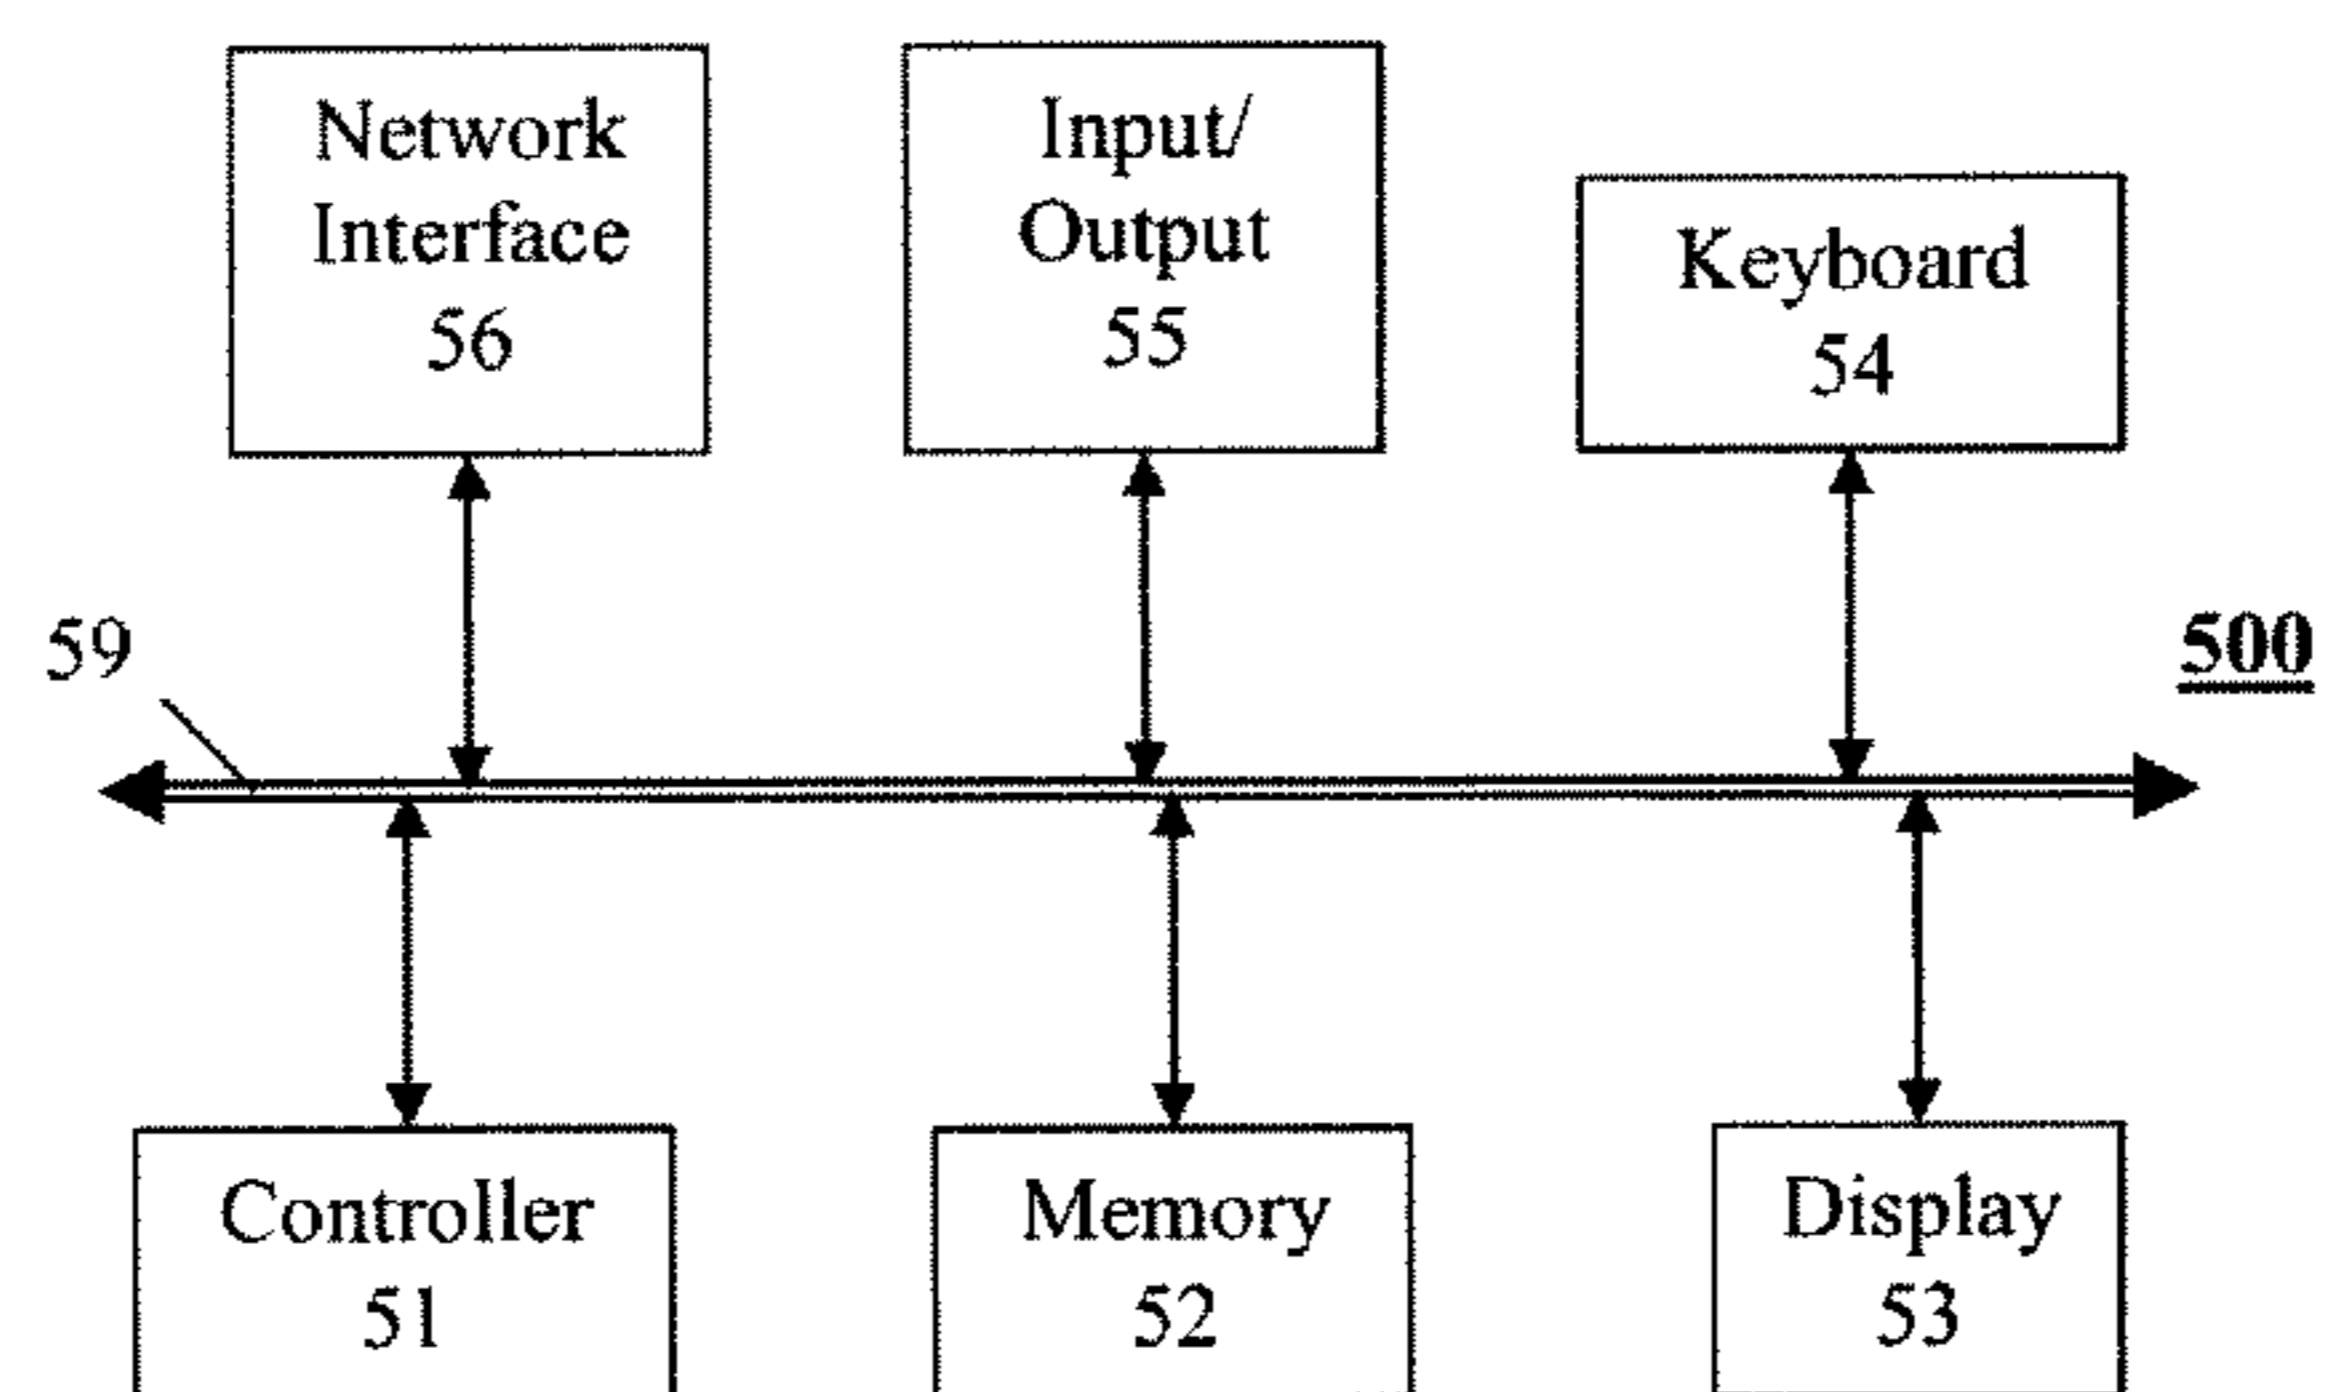 Network
Interface
56
Input/
Output
55
Keyboard
54
59
500
Controller
51
Memory
52
Display
53